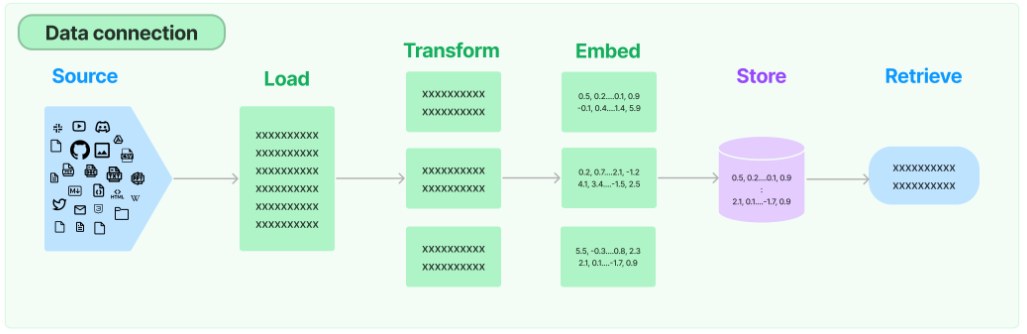 Data connection
Source
Load
XXXXXXXXXX
XXXXXXXXXX
XXXXXXXXXX
XXXXXXXXXX
XXXXXXXXXX
XXXXXXXXXX
Transform
XXXXXXXXXX
XXXXXXXXXX
XXXXXXXXXX
XXXXXXXXXX
XXXXXXXXXX
XXXXXXXXXX
Embed
0.5, 0.2....0.1, 0.9
-0.1, 0.4....1.4, 5.9
0.2, 0.7....2.1, -1.2
4.1, 3.4....-1.5, 2.5
5.5, -0.3....0.8, 2.3
2.1, 0.1....-1.7, 0.9
Store
0.5, 0.2....0.1, 0.9
:
2.1, 0.1....-1.7, 0.9
Retrieve
XXXXXXXXXX
XXXXXXXXXX
CSV
M↓
HTML
W